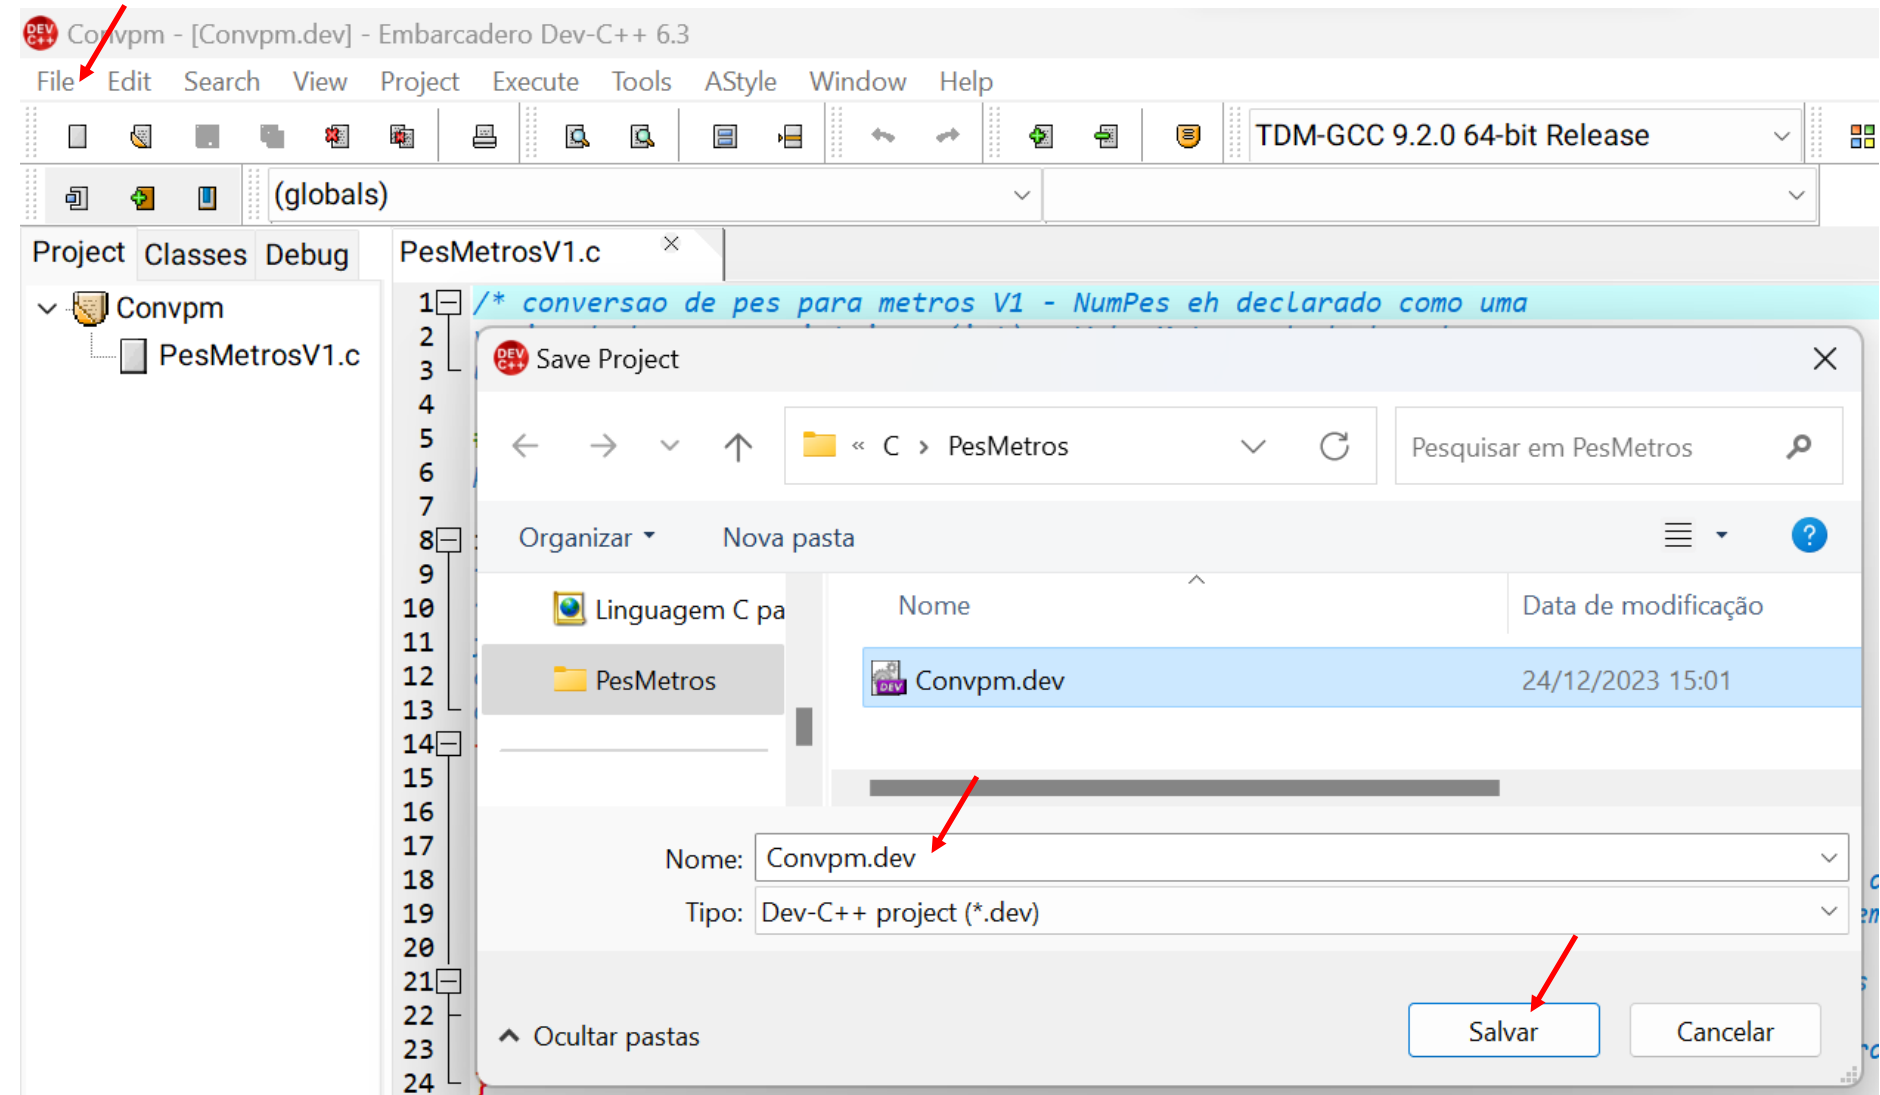 Convpm - [Convpm.dev] - Embarcadero Dev-C++ 6.3
File Edit Search View Project Execute Tools AStyle Window Help
TDM-GCC 9.2.0 64-bit Release
(globals)
Project Classes Debug
PesMetrosV1.c
Convpm
PesMetrosV1.c
1 /* conversao de pes para metros V1 - NumPes eh declarado como uma
2
3
4
5
6
7
8
9
10
11
12
13
14
15
16
17
18
19
20
21
22
23
24
DEV C++ Save Project
« C > PesMetros
Pesquisar em PesMetros
Organizar Nova pasta
?
Linguagem C pa
PesMetros
Nome Data de modificação
Convpm.dev 24/12/2023 15:01
Nome: Convpm.dev
Tipo: Dev-C++ project (*.dev)
Ocultar pastas
Salvar Cancelar